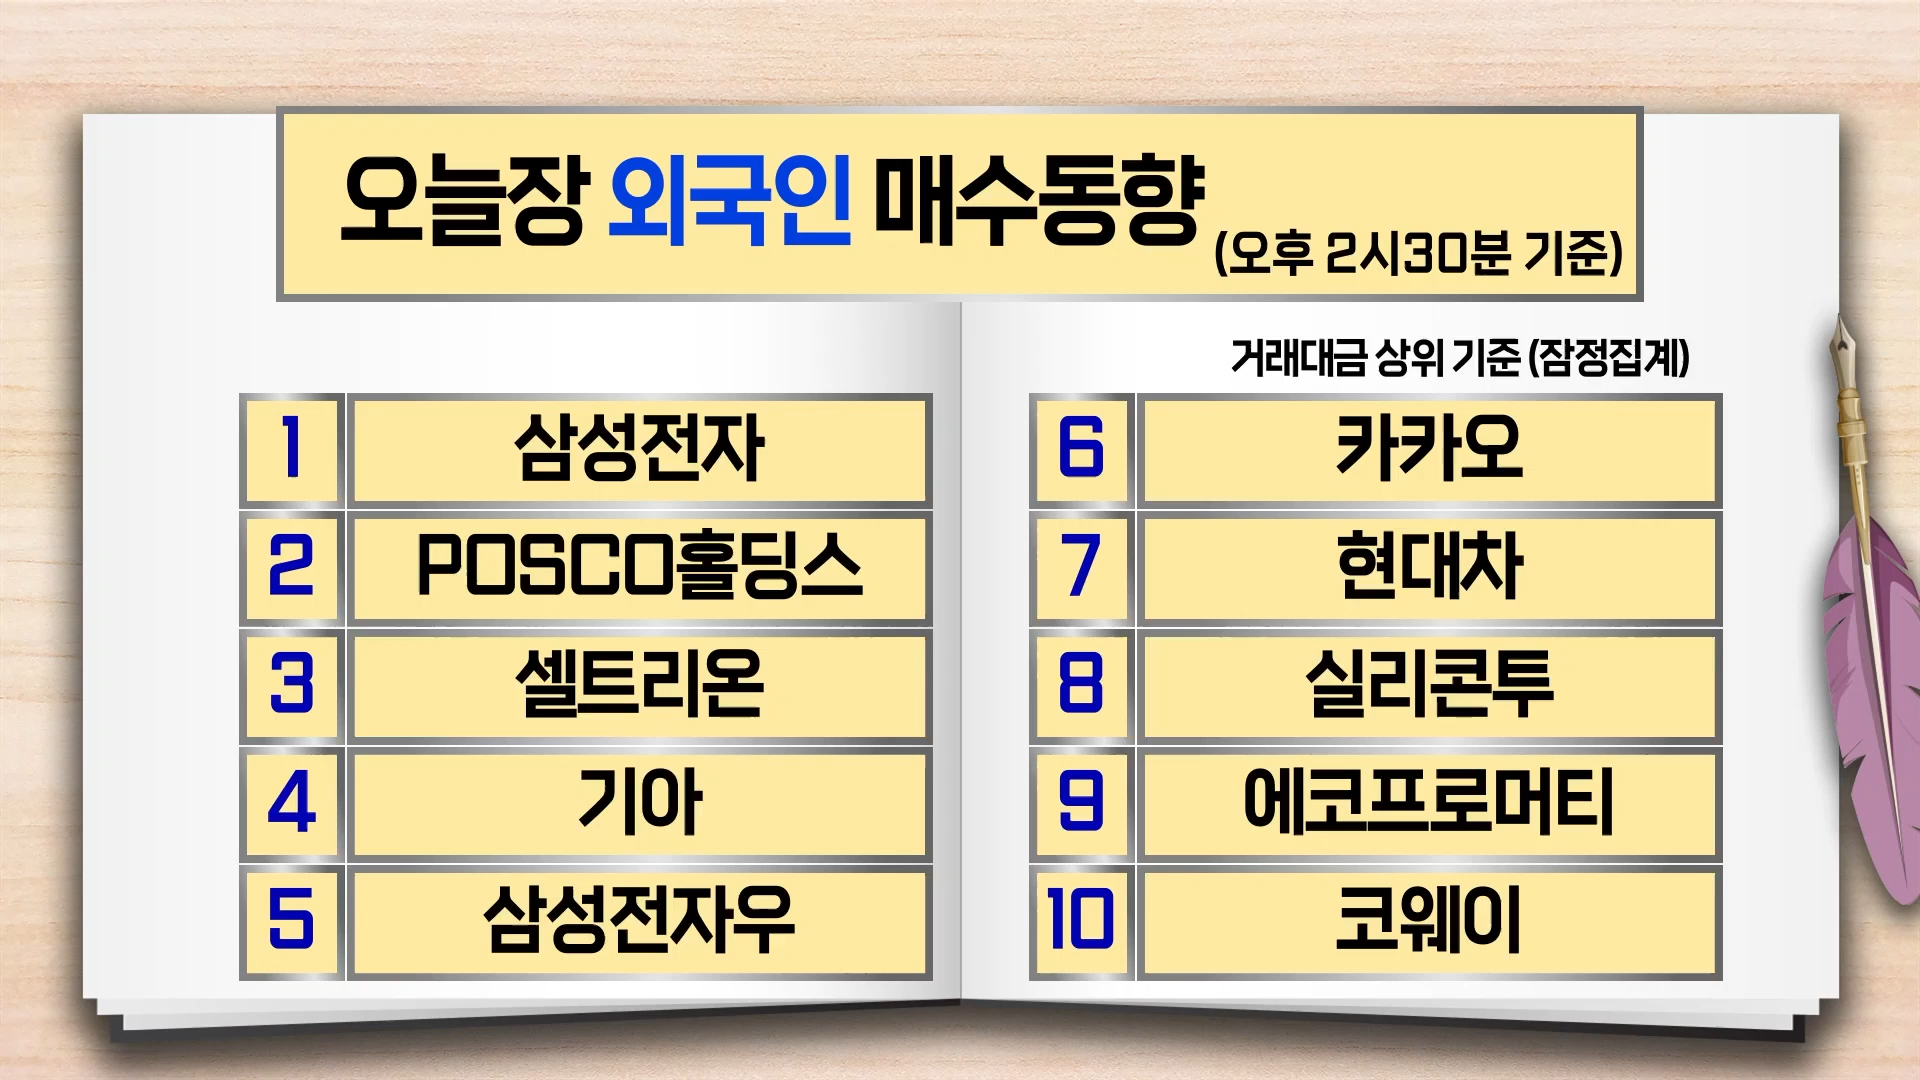 오늘장 외국인 매수동향 (오후 2시30분 기준)
거래대금 상위 기준 (잠정집계)
1 삼성전자
2 POSCO홀딩스
3 셀트리온
4 기아
5 삼성전자우
6 카카오
7 현대차
8 실리콘투
9 에코프로머티
10 코웨이